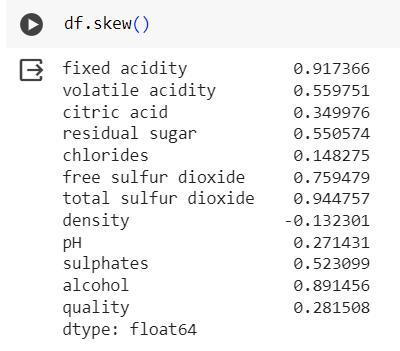 df.skew()
fixed acidity 0.917366
volatile acidity 0.559751
citric acid 0.349976
residual sugar 0.550574
chlorides 0.148275
free sulfur dioxide 0.759479
total sulfur dioxide 0.944757
density -0.132301
pH 0.271431
sulphates 0.523099
alcohol 0.891456
quality 0.281508
dtype: float64